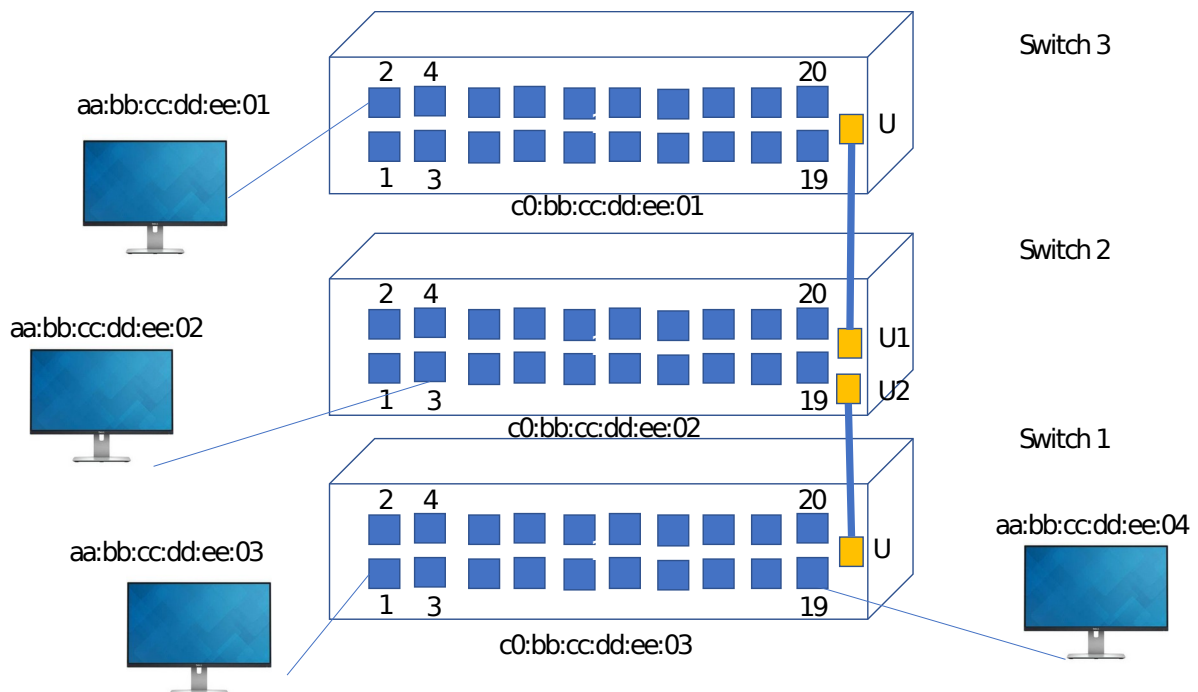 Switch 3
2 4 20
aa:bb:cc:dd:ee:01
U
1 3 19
c0:bb:cc:dd:ee:01
Switch 2
2 4 20
aa:bb:cc:dd:ee:02
U1
U2
1 3 19
c0:bb:cc:dd:ee:02
Switch 1
2 4 20
aa:bb:cc:dd:ee:04
aa:bb:cc:dd:ee:03
U
1 3 19
c0:bb:cc:dd:ee:03